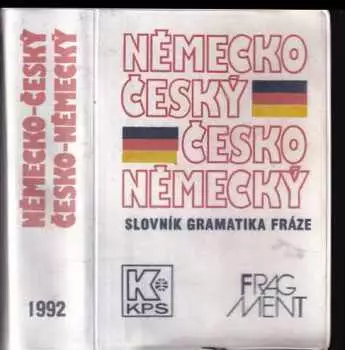 NĚMECKO-ČESKÝ
ČESKO-NĚMECKÝ
1992
NĚMECKO
ČESKÝ
ČESKO
NĚMECKÝ
SLOVNÍK GRAMATIKA FRÁZE
K
KPS
FRAG
MENT